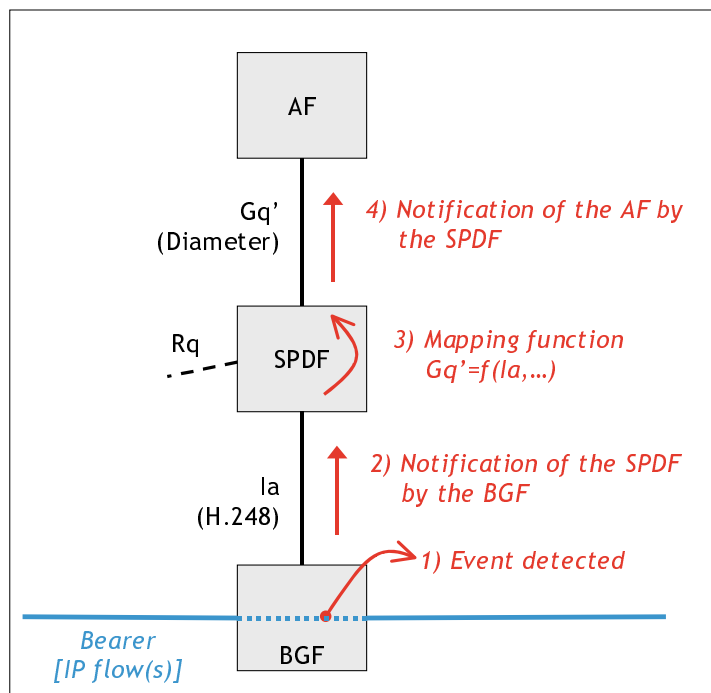 AF
Gq’
(Diameter)
4) Notification of the AF by
the SPDF
Rq
SPDF
3) Mapping function
Gq’=f(Ia,…)
Ia
(H.248)
2) Notification of the SPDF
by the BGF
1) Event detected
Bearer
[IP flow(s)]
BGF